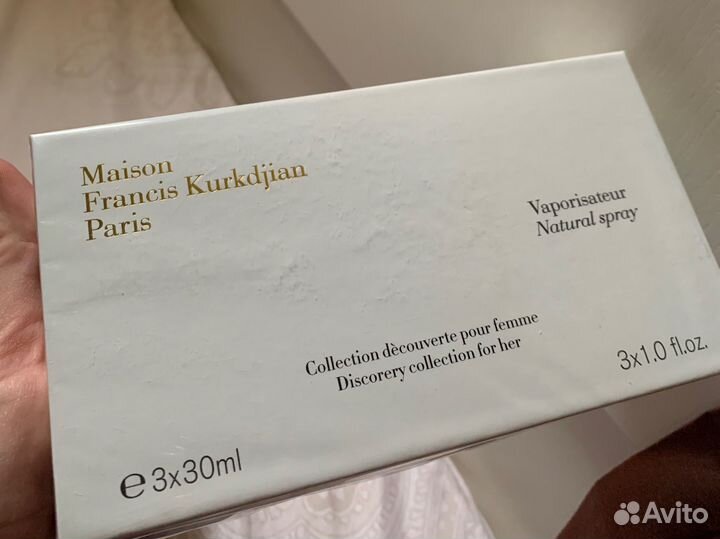 Maison
Francis Kurkdjian
Paris
Vaporisateur
Natural spray
Collection dècouverte pour femme
Discorery collection for her
3x1.0 fl.oz.
e 3x30ml
Avito